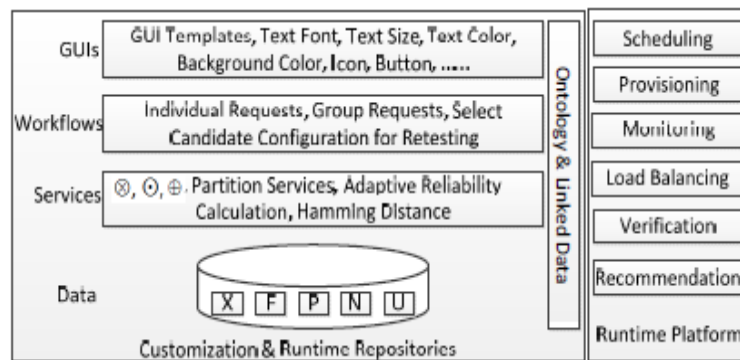 GUIs
GUI Templates, Text Font, Text Size, Text Color,
Background Color, Icon, Button, ......
Workflows
Individual Requests, Group Requests, Select
Candidate Configuration for Retesting
Services
⊗, ⊙, ⊕. Partition Services, Adaptive Reliability
Calculation, Hamming Distance
Data
X F P N U
Customization & Runtime Repositories
Ontology & Linked Data
Scheduling
Provisioning
Monitoring
Load Balancing
Verification
Recommendation
Runtime Platform